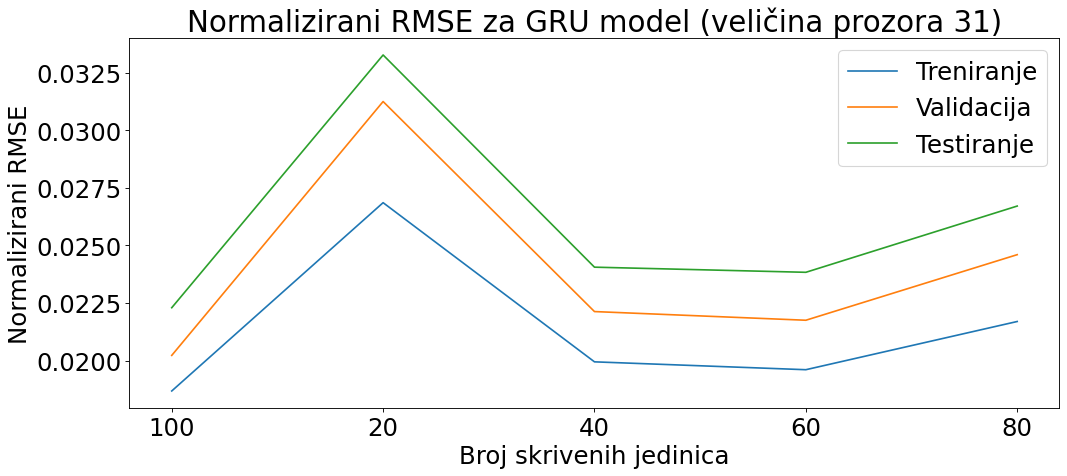 Normalizirani RMSE za GRU model (veličina prozora 31)
Normalizirani RMSE
0.0325
0.0300
0.0275
0.0250
0.0225
0.0200
Treniranje
Validacija
Testiranje
100 20 40 60 80
Broj skrivenih jedinica